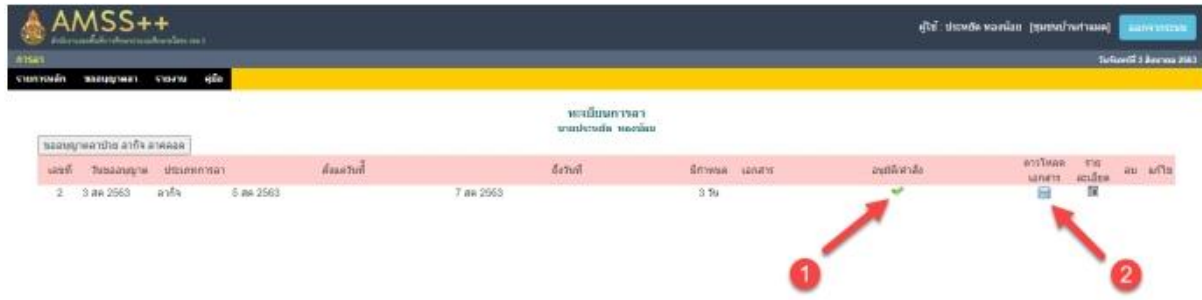 AMSS++
ผู้ใช้ : ประหยัด ทองน้อย [ชุมชนบ้านท่ามด] ออกจากระบบ
การลา วันจันทร์ที่ 3 สิงหาคม 2563
รายการหลัก ขออนุญาตลา รายงาน คู่มือ
ทะเบียนการลา
นายประหยัด ทองน้อย
ขออนุญาตลาป่วย ลากิจ ลาคลอด
เลขที่ วันขออนุญาต ประเภทการลา ตั้งแต่วันที่ ถึงวันที่ มีกำหนด เอกสาร อนุมัติ/คำสั่ง ดาวโหลดเอกสาร รายละเอียด ลบ แก้ไข
2 3 สค 2563 ลากิจ 5 สค 2563 7 สค 2563 3 วัน
1
2